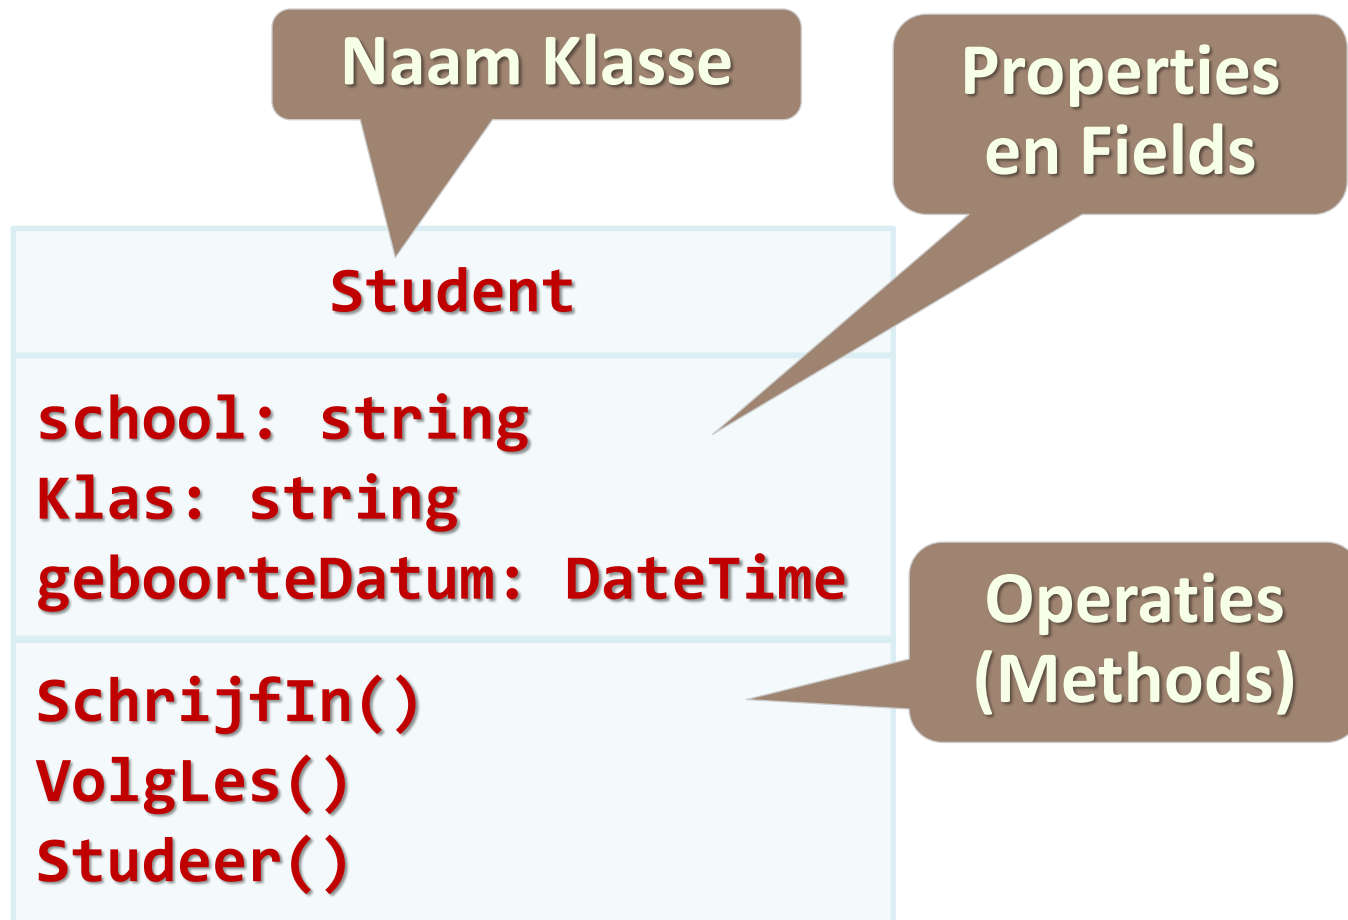 Naam Klasse
Properties
en Fields
Student
school: string
Klas: string
geboorteDatum: DateTime
Operaties
(Methods)
SchrijfIn()
VolgLes()
Studeer()